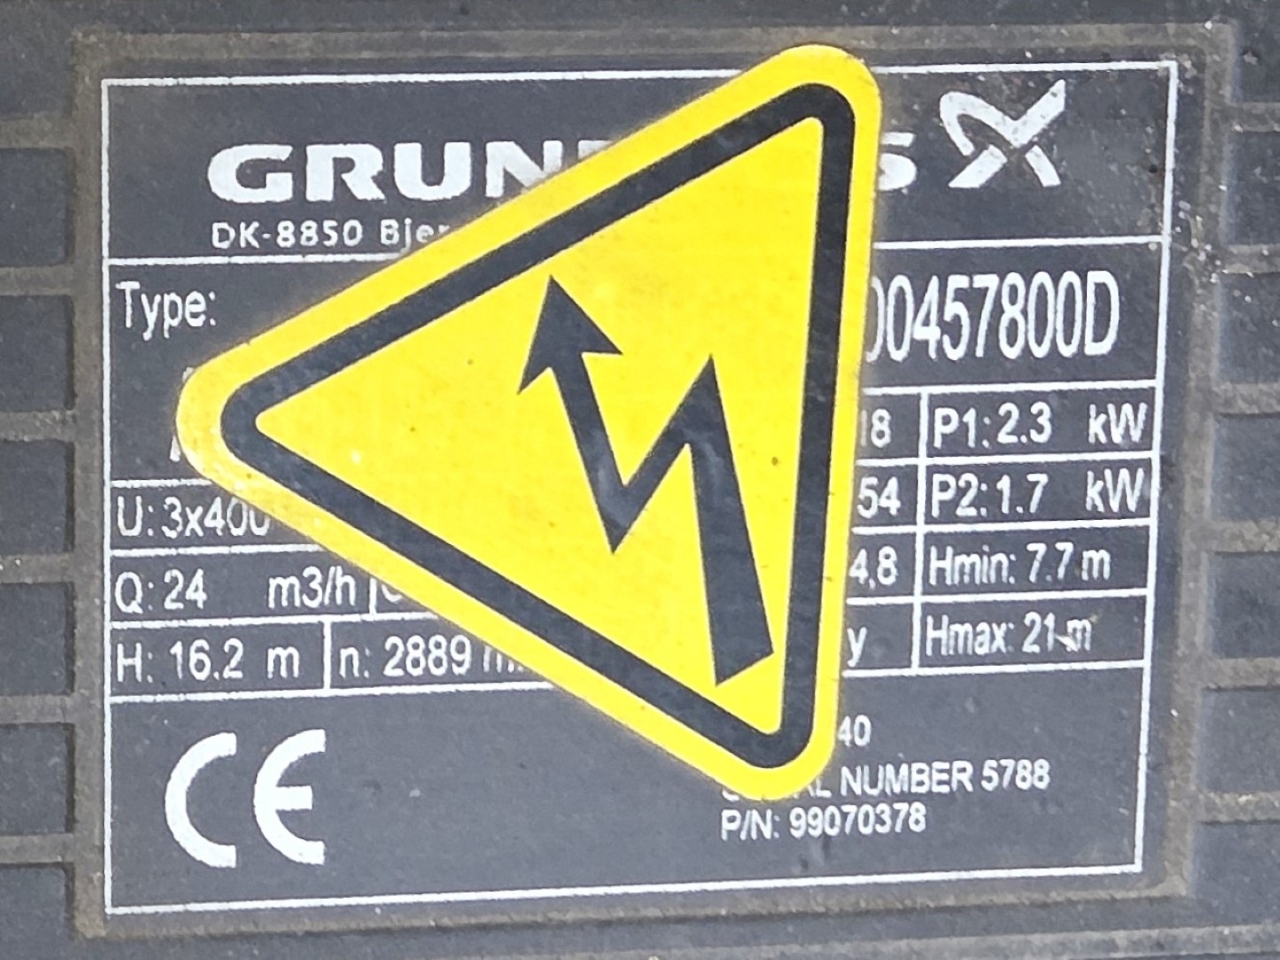 GRUN S
DK-8850 Bjer
Type: 00457800D
18 P1: 2.3 kW
U: 3x400 54 P2: 1.7 kW
Q: 24 m3/h 4,8 Hmin: 7.7 m
H: 16.2 m n: 2889 y Hmax: 21 m
CE
40
NUMBER 5788
P/N: 99070378